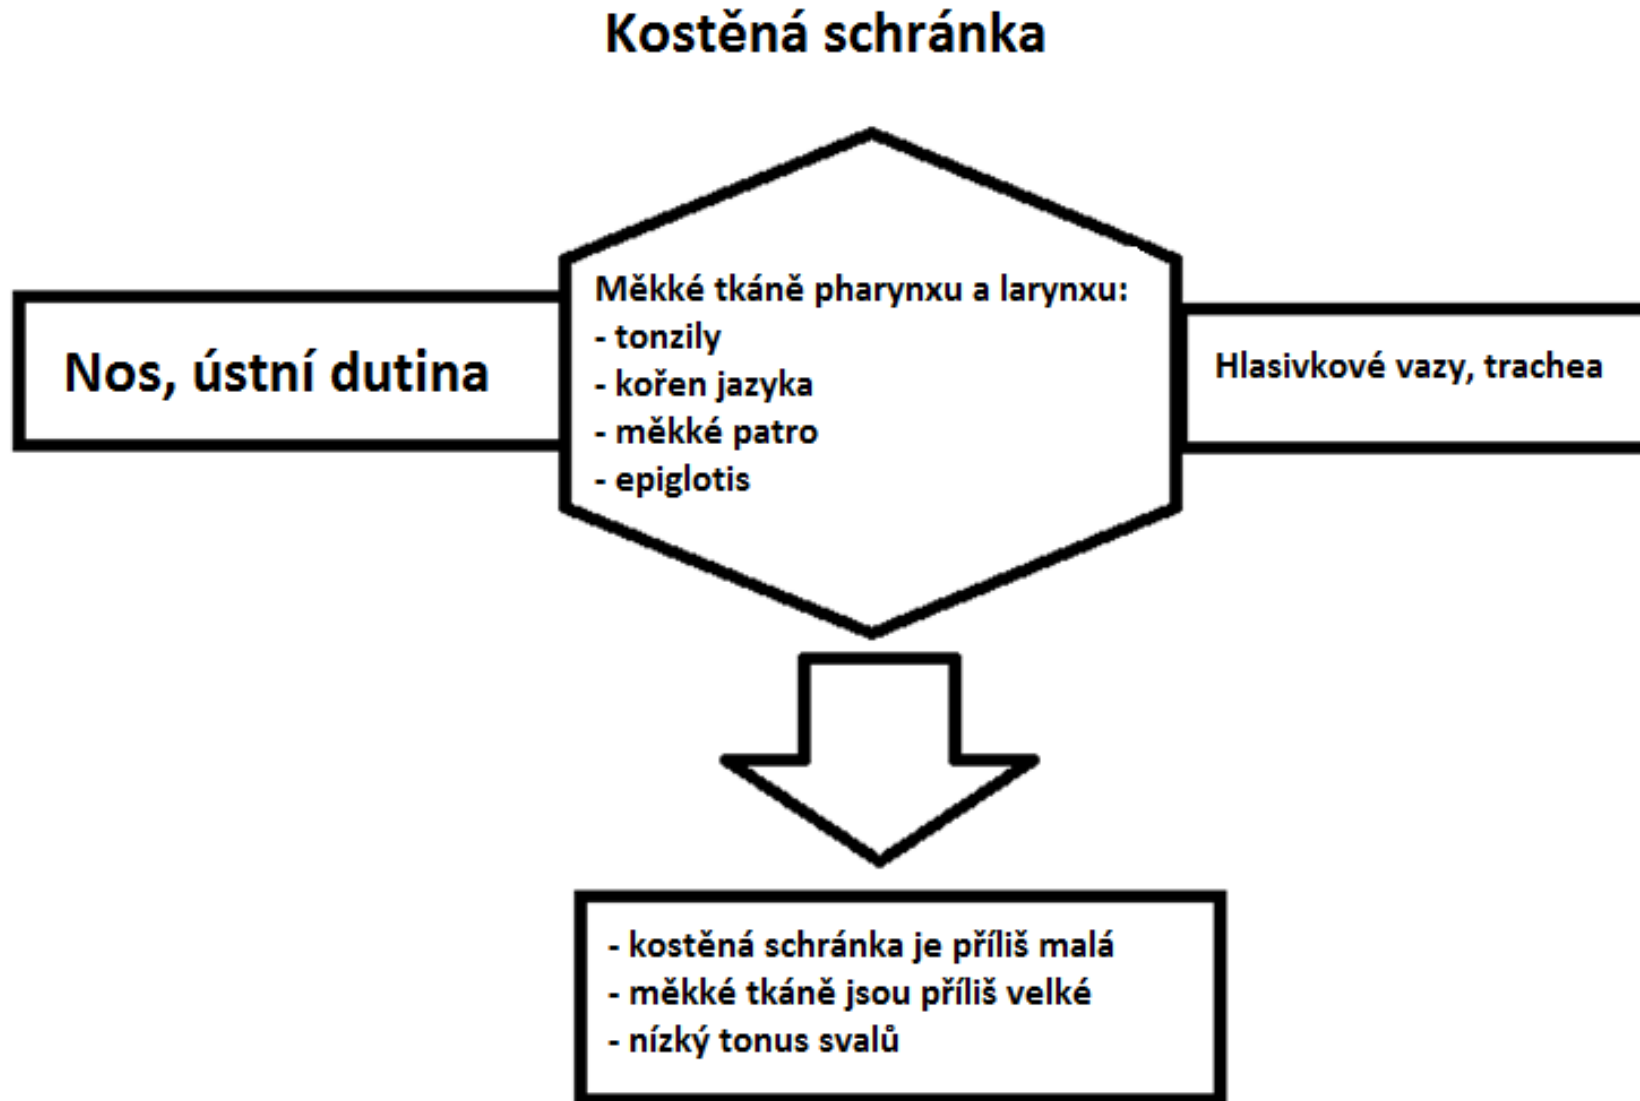 Kostěná schránka
Nos, ústní dutina
Měkké tkáně pharynxu a larynxu:
- tonzily
- kořen jazyka
- měkké patro
- epiglotis
Hlasivkové vazy, trachea
- kostěná schránka je příliš malá
- měkké tkáně jsou příliš velké
- nízký tonus svalů